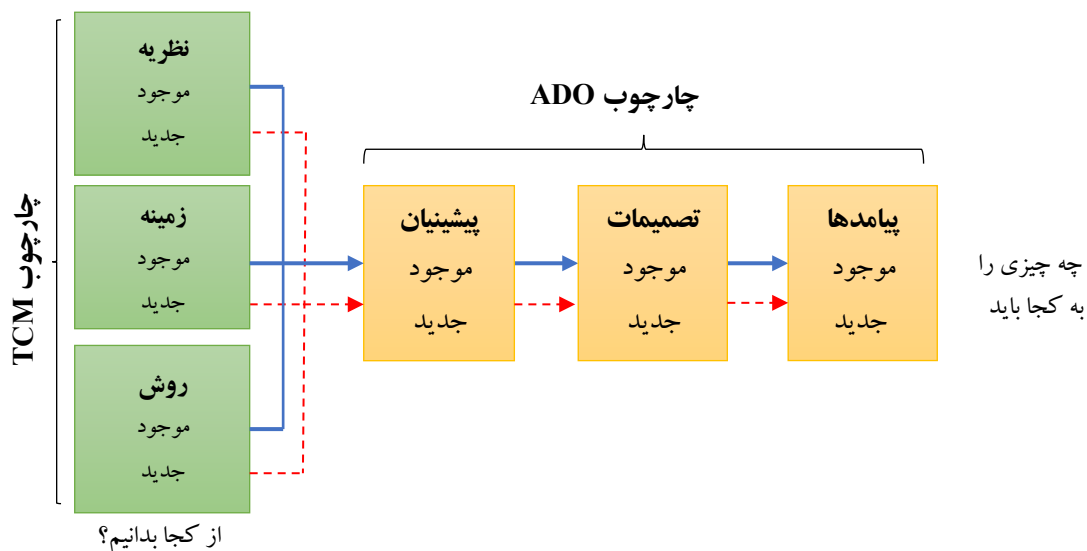 چارچوب TCM
نظریه
موجود
جدید
زمینه
موجود
جدید
روش
موجود
جدید
از کجا بدانیم؟
چارچوب ADO
پیشینیان
موجود
جدید
تصمیمات
موجود
جدید
پیامدها
موجود
جدید
چه چیزی را
به کجا باید